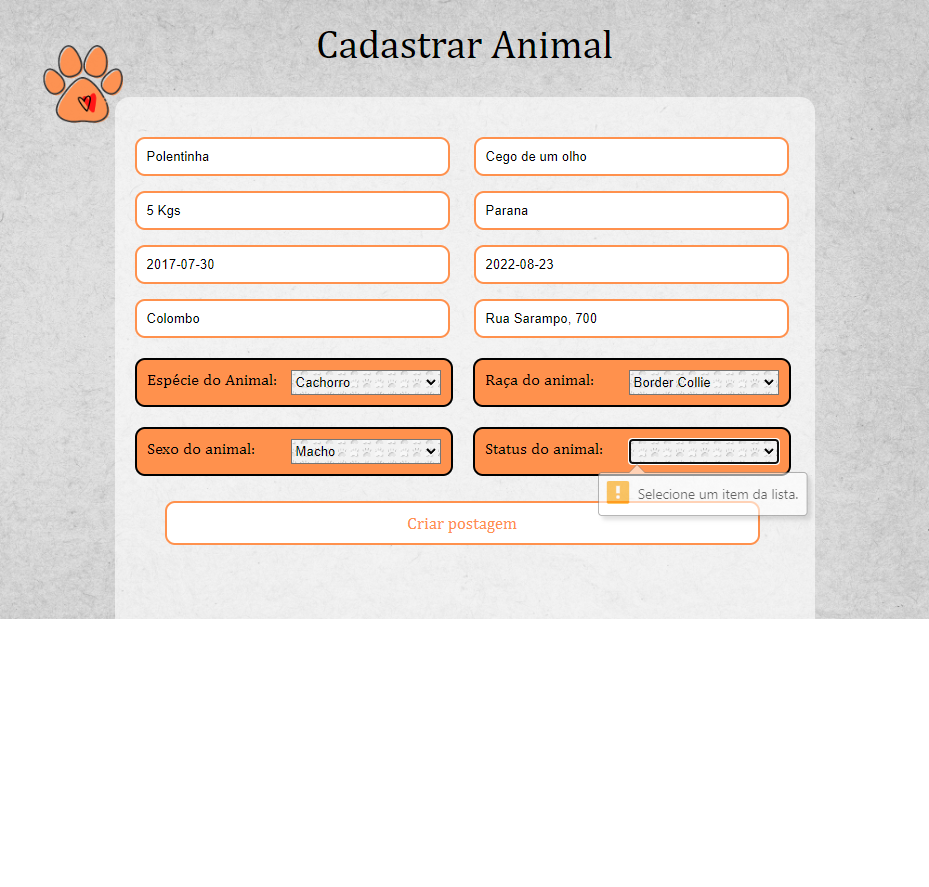 Cadastrar Animal
Polentinha
Cego de um olho
5 Kgs
Parana
2017-07-30
2022-08-23
Colombo
Rua Sarampo, 700
Espécie do Animal:
Cachorro
Raça do animal:
Border Collie
Sexo do animal:
Macho
Status do animal:
Selecione um item da lista.
Criar postagem